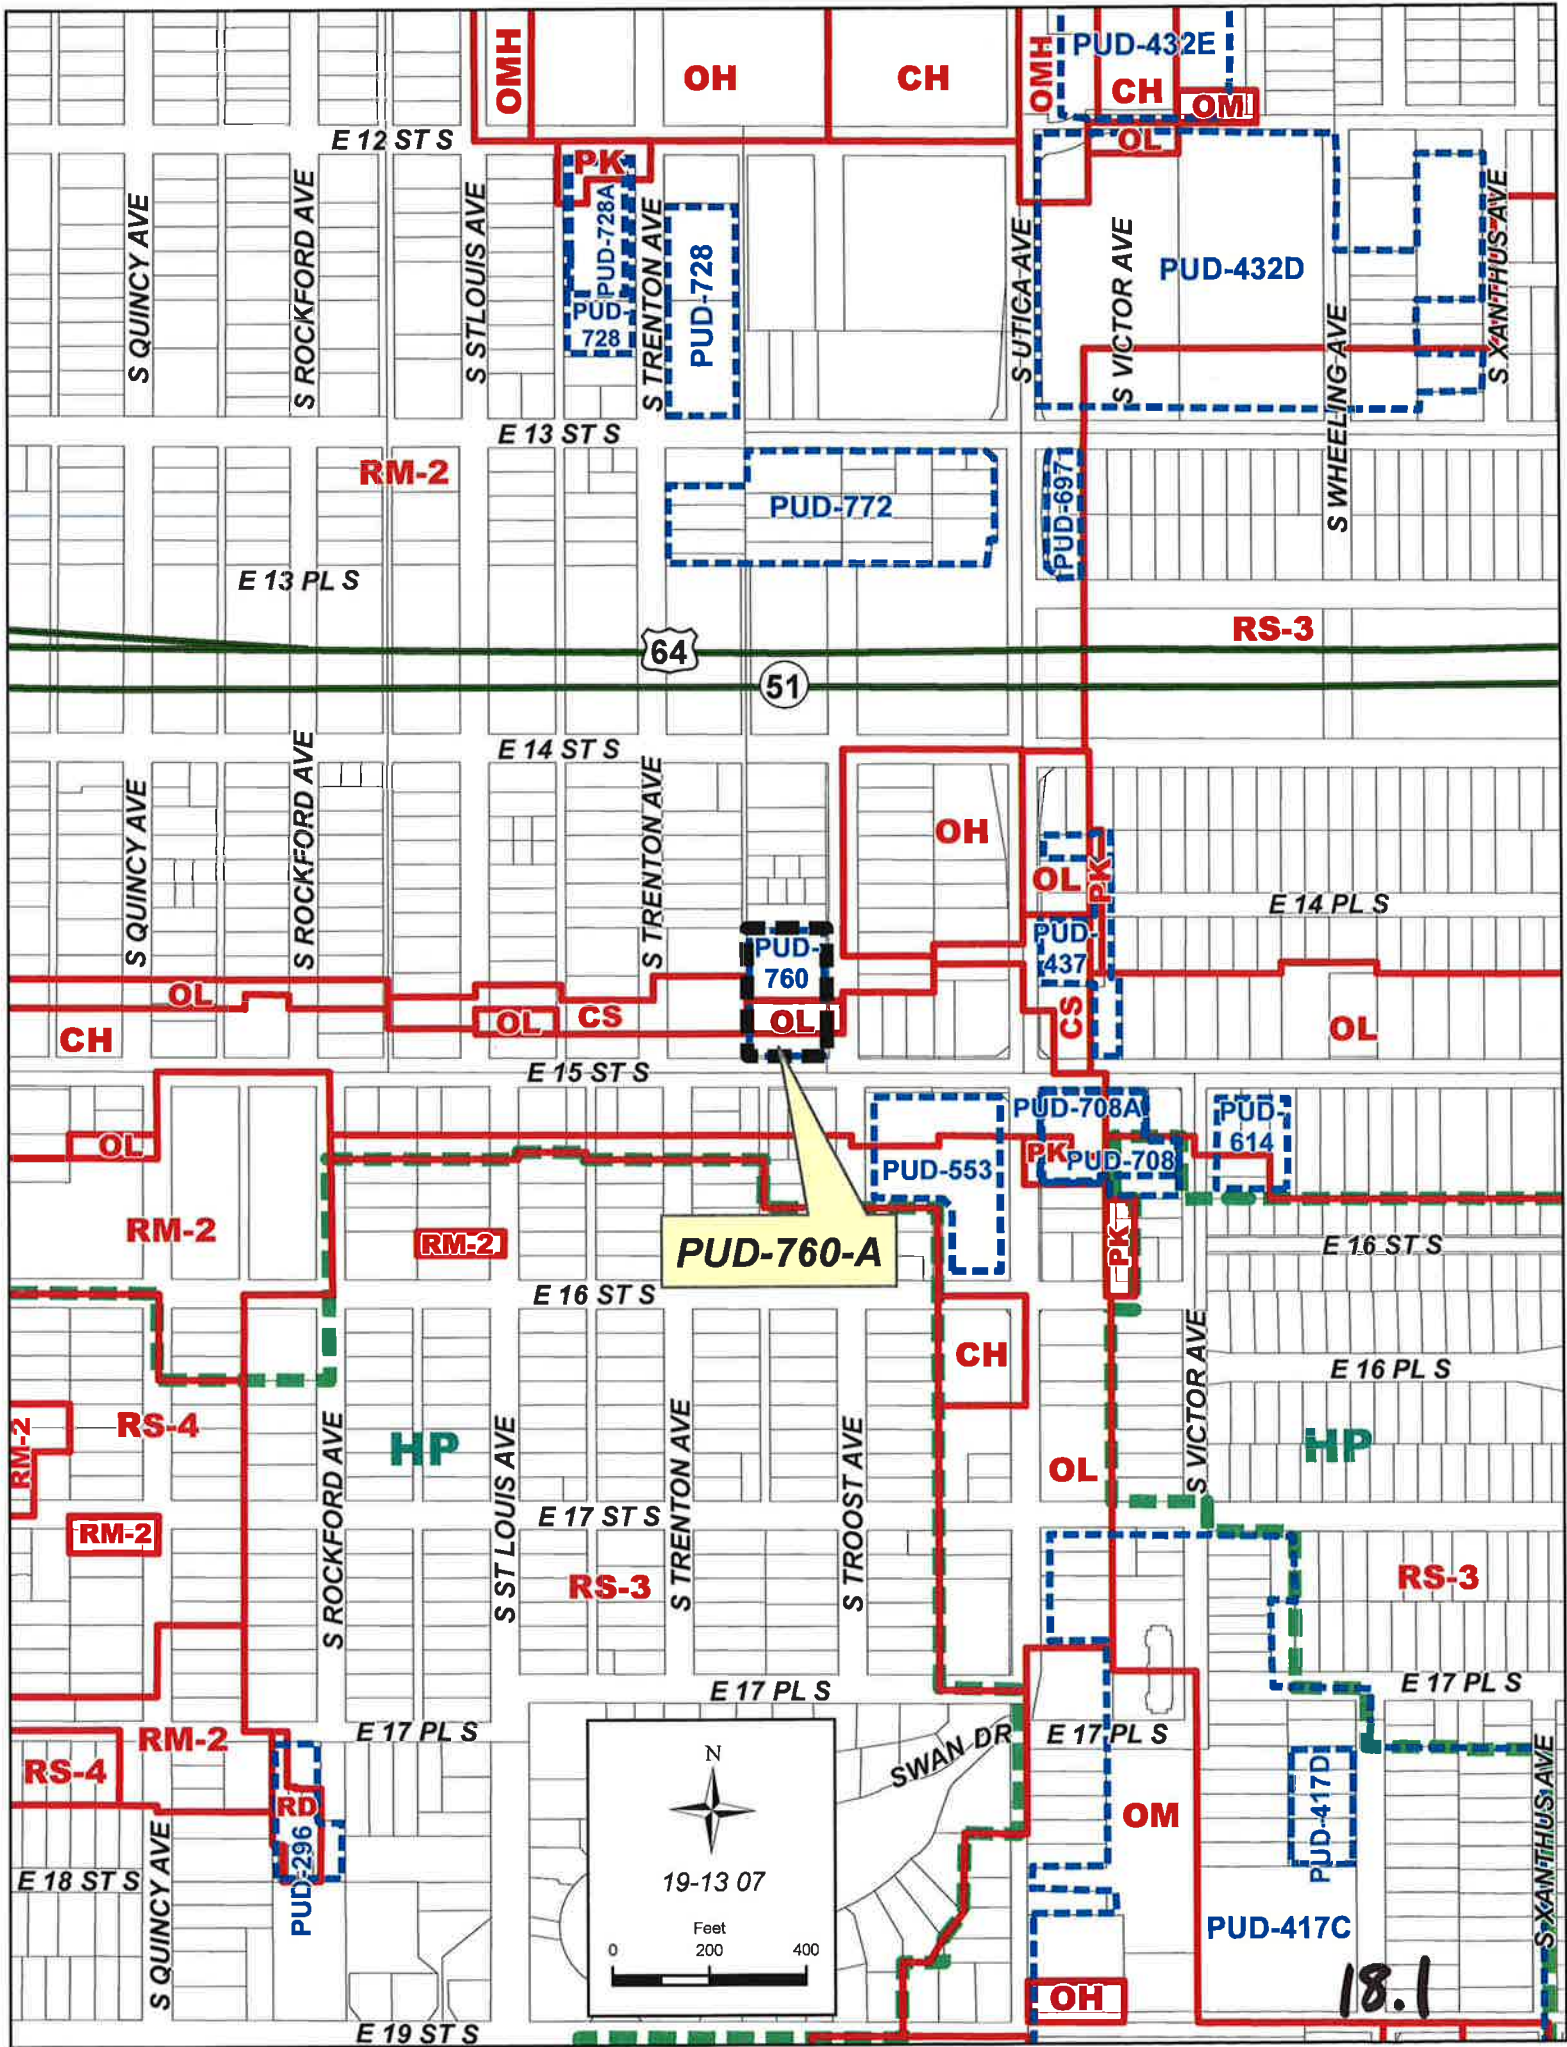 OMH
OH
CH
OMH
PUD-432E
CH
OM
E 12 ST S
OL
PK
S QUINCY AVE
S ROCKFORD AVE
S STLOUIS AVE
PUD-728A
PUD-
728
S TRENTON AVE
PUD-728
S UTICA AVE
S VICTOR AVE
PUD-432D
S WHEELING AVE
S XANTHUS AVE
E 13 ST S
RM-2
PUD-772
PUD-697
E 13 PL S
RS-3
64
51
E 14 ST S
S QUINCY AVE
S ROCKFORD AVE
S TRENTON AVE
OH
OL
PK
E 14 PL S
PUD-
760
PUD-
437
OL
CH
OL
CS
OL
CS
OL
E 15 ST S
OL
PUD-708A
PUD-
614
PUD-553
PK
PUD-708
RM-2
RM-2
PUD-760-A
PK
E 16 ST S
E 16 ST S
CH
E 16 PL S
RM-2
RS-4
HP
S ROCKFORD AVE
S ST LOUIS AVE
S TRENTON AVE
S TROOST AVE
OL
S VICTOR AVE
HP
E 17 ST S
RM-2
RS-3
RS-3
E 17 PL S
E 17 PL S
RM-2
E 17 PL S
SWAN DR
E 17 PL S
RS-4
RD
PUD-296
N
19-13 07
Feet
0 200 400
OM
PUD-417D
S XANTHUS AVE
E 18 ST S
S QUINCY AVE
PUD-417C
OH
18.1
E 19 ST S